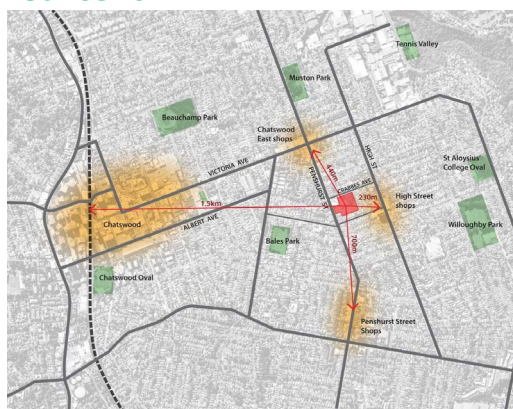 Tennis Valley
Muston Park
Beauchamp Park
Chatswood
East shops
VICTORIA AVE
HIGH ST
440m
PENSHURST ST
CRABBES AVE
St Aloysius'
College Oval
230m
High Street
shops
1.5km
Chatswood
ALBERT AVE
Willoughby Park
Bales Park
700m
Chatswood Oval
Penshurst Street
Shops